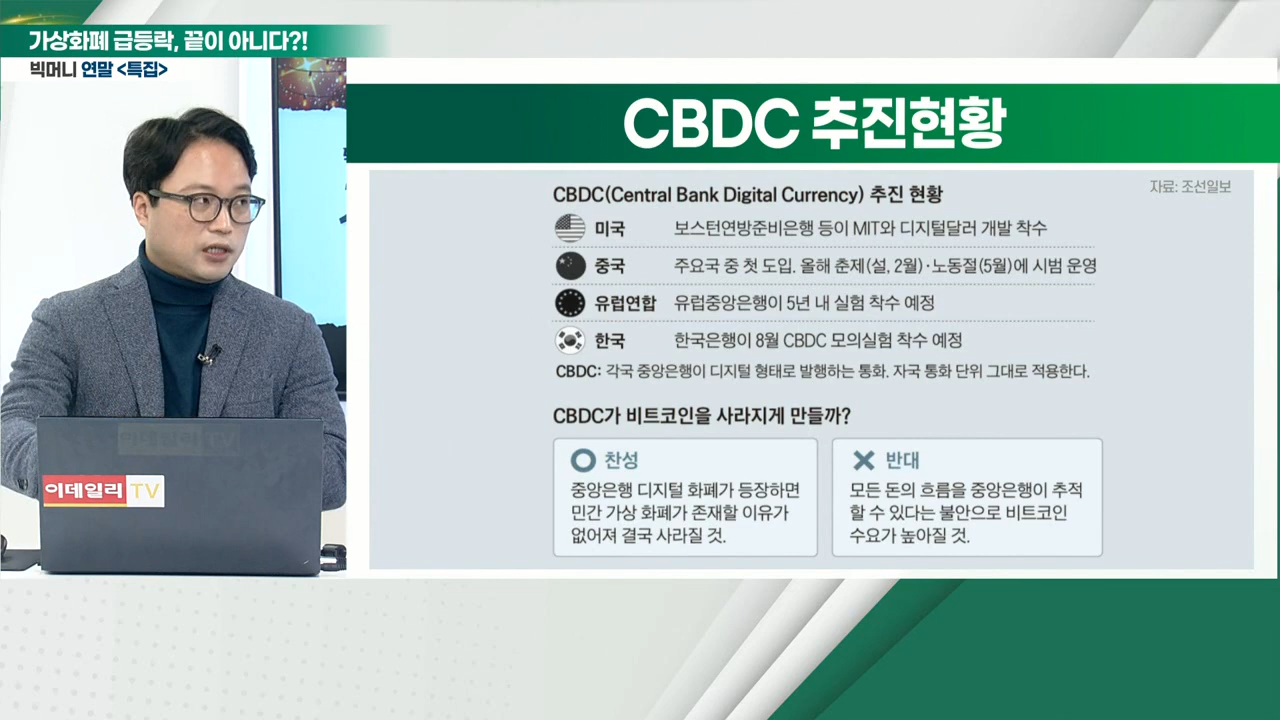 가상화폐 급등락, 끝이 아니다?!
빅머니 연말 <특집>
CBDC 추진현황
자료: 조선일보
CBDC(Central Bank Digital Currency) 추진 현황
미국 보스턴연방준비은행 등이 MIT와 디지털달러 개발 착수
중국 주요국 중 첫 도입. 올해 춘제(설, 2월)·노동절(5월)에 시범 운영
유럽연합 유럽중앙은행이 5년 내 실험 착수 예정
한국 한국은행이 8월 CBDC 모의실험 착수 예정
CBDC: 각국 중앙은행이 디지털 형태로 발행하는 통화. 자국 통화 단위 그대로 적용한다.
CBDC가 비트코인을 사라지게 만들까?
찬성
중앙은행 디지털 화폐가 등장하면
민간 가상 화폐가 존재할 이유가
없어져 결국 사라질 것.
반대
모든 돈의 흐름을 중앙은행이 추적
할 수 있다는 불안으로 비트코인
수요가 높아질 것.
이데일리 TV
이데일리 TV